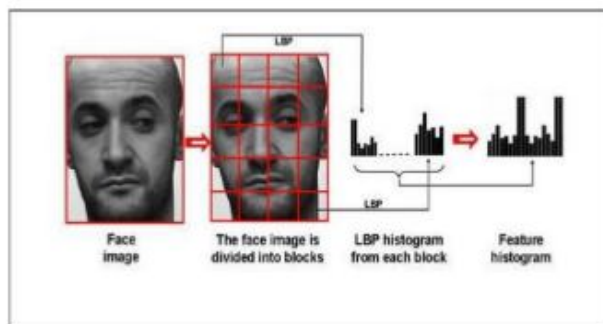 LBP
LBP
Face
image
The face image is
divided into blocks
LBP histogram
from each block
Feature
histogram